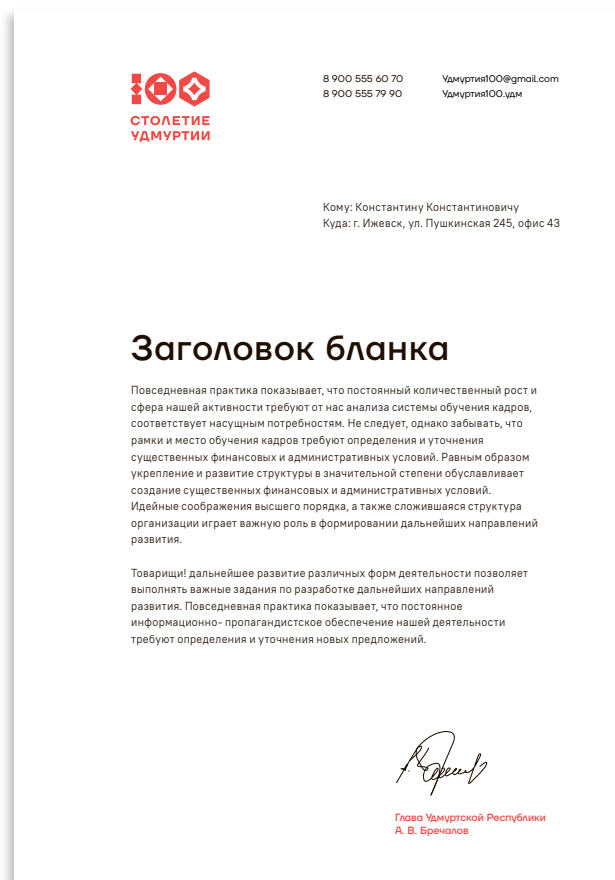 100
СТОЛЕТИЕ
УДМУРТИИ
8 900 555 60 70
8 900 555 79 90
Удмуртия100@gmail.com
Удмуртия100.удм
Кому: Константину Константиновичу
Куда: г. Ижевск, ул. Пушкинская 245, офис 43
Заголовок бланка
Повседневная практика показывает, что постоянный количественный рост и
сфера нашей активности требуют от нас анализа системы обучения кадров,
соответствует насущным потребностям. Не следует, однако забывать, что
рамки и место обучения кадров требуют определения и уточнения
существенных финансовых и административных условий. Равным образом
укрепление и развитие структуры в значительной степени обуславливает
создание существенных финансовых и административных условий.
Идейные соображения высшего порядка, а также сложившаяся структура
организации играет важную роль в формировании дальнейших направлений
развития.
Товарищи! дальнейшее развитие различных форм деятельности позволяет
выполнять важные задания по разработке дальнейших направлений
развития. Повседневная практика показывает, что постоянное
информационно- пропагандистское обеспечение нашей деятельности
требуют определения и уточнения новых предложений.
Глава Удмуртской Республики
А. В. Бречалов